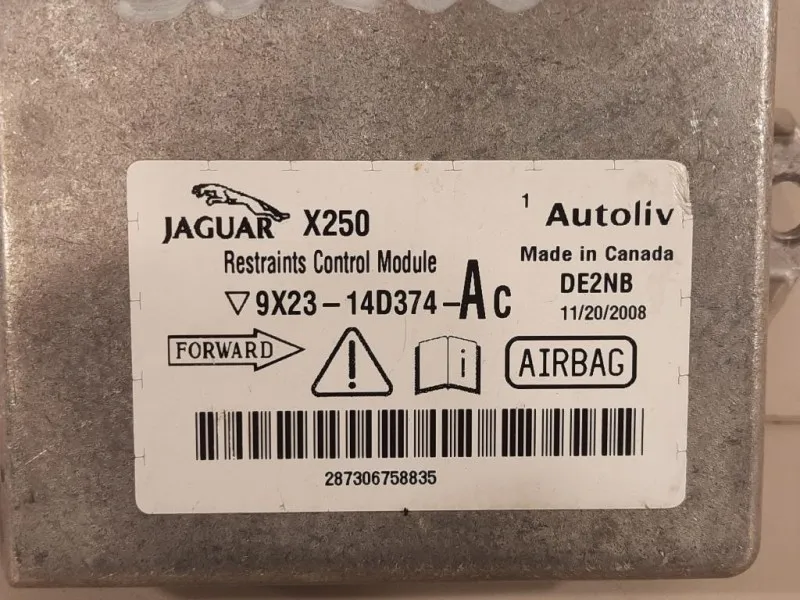 JAGUAR X250
Restraints Control Module
9X23-14D374-AC
1 Autoliv
Made in Canada
DE2NB
11/20/2008
FORWARD
! i AIRBAG
287306758835